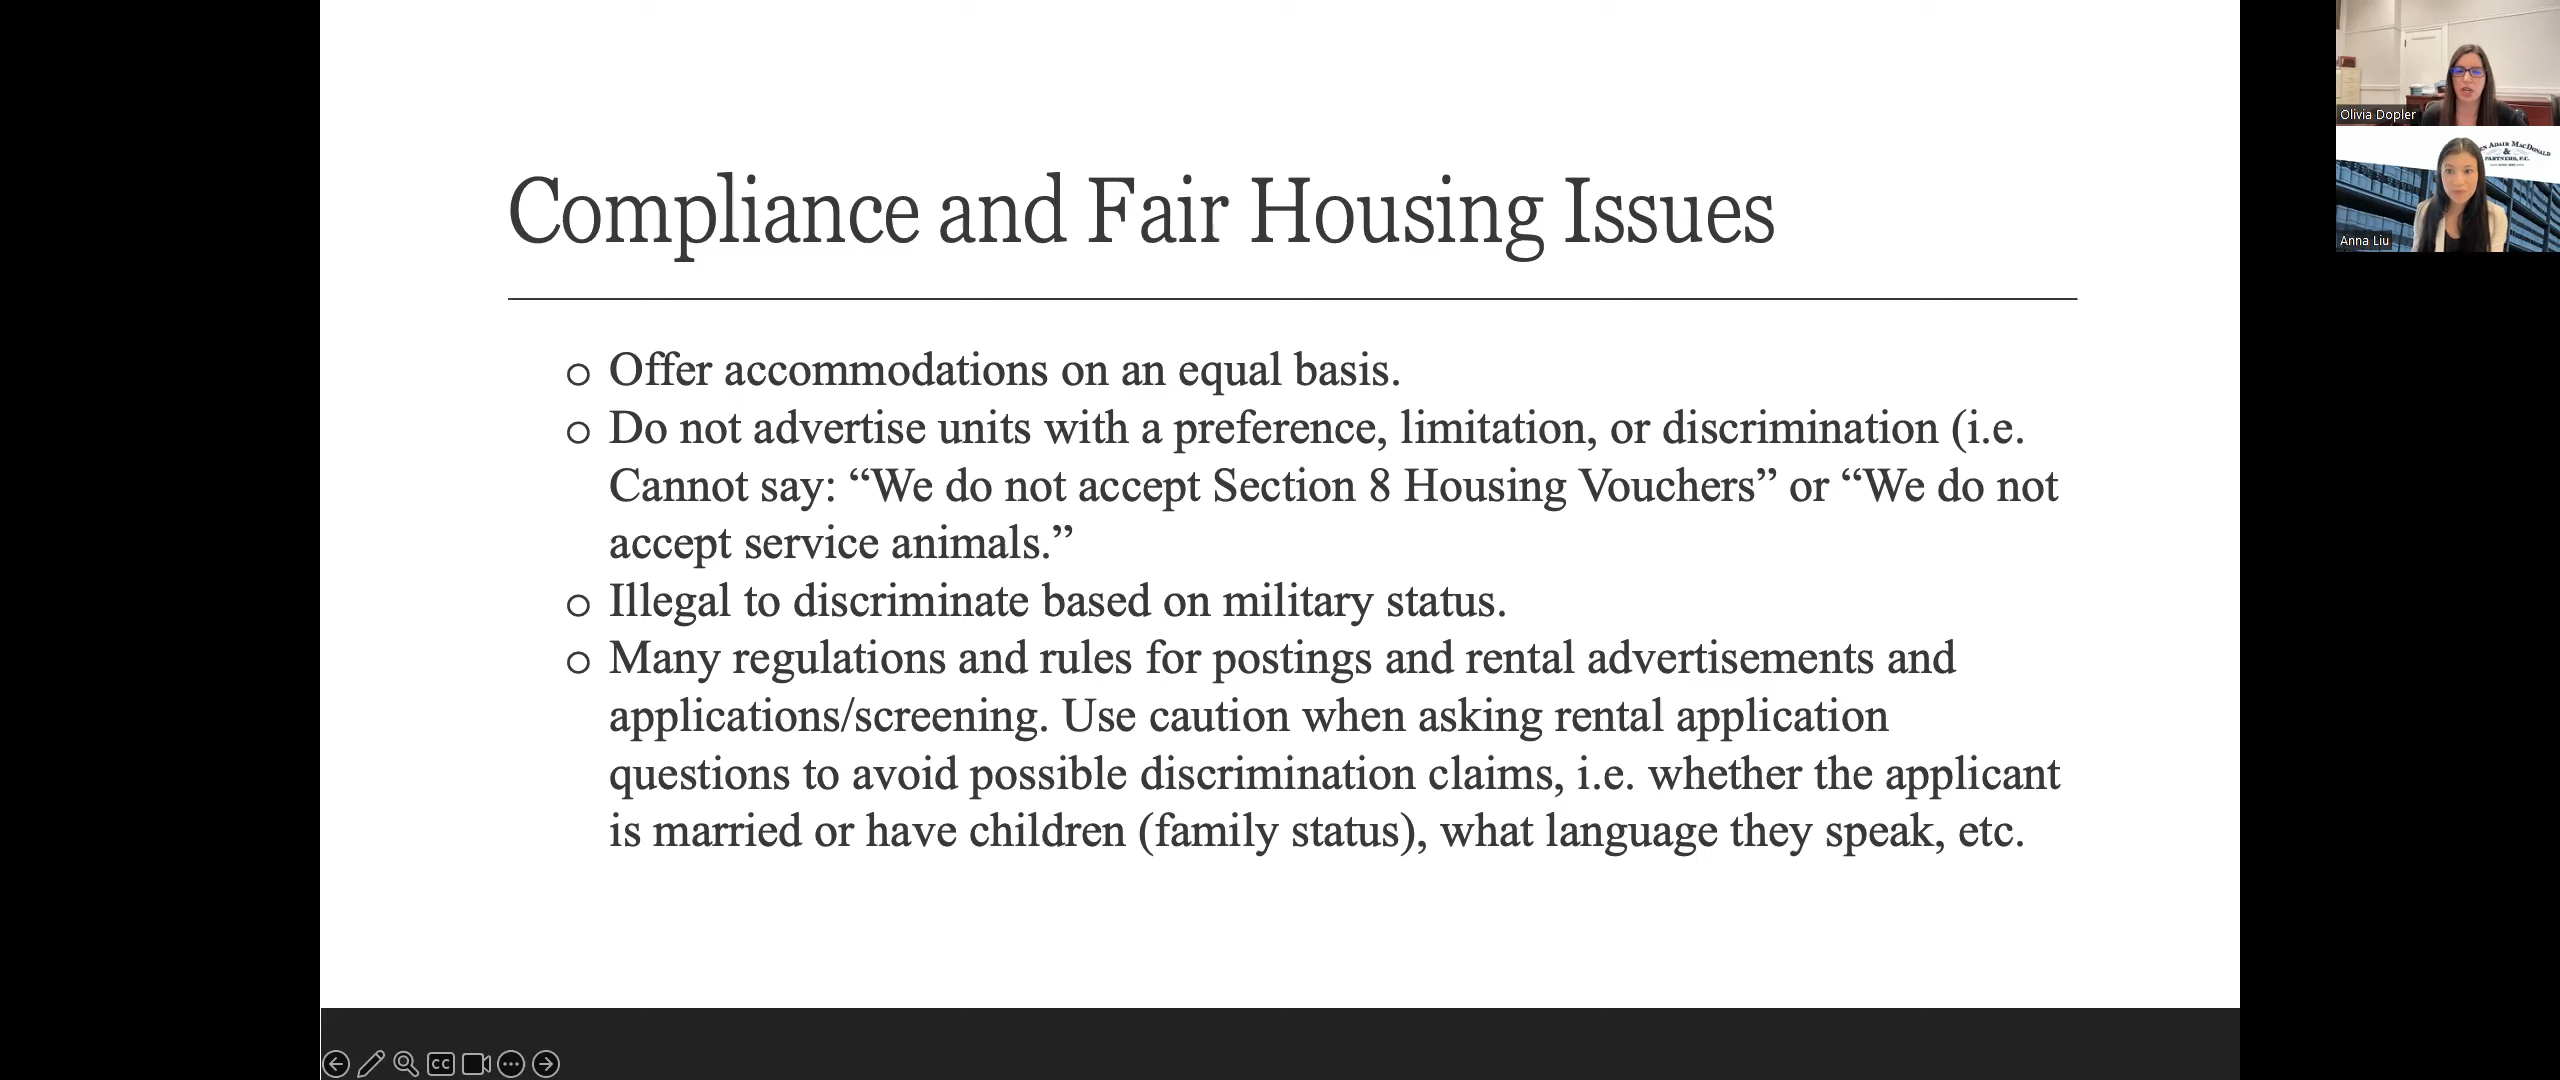 Compliance and Fair Housing Issues
Offer accommodations on an equal basis.
Do not advertise units with a preference, limitation, or discrimination (i.e.
Cannot say: “We do not accept Section 8 Housing Vouchers” or “We do not
accept service animals.”
Illegal to discriminate based on military status.
Many regulations and rules for postings and rental advertisements and
applications/screening. Use caution when asking rental application
questions to avoid possible discrimination claims, i.e. whether the applicant
is married or have children (family status), what language they speak, etc.
Olivia Dopler
ADAIR MACDONALD
&
PARTNERS, P.C.
Anna Liu
CC